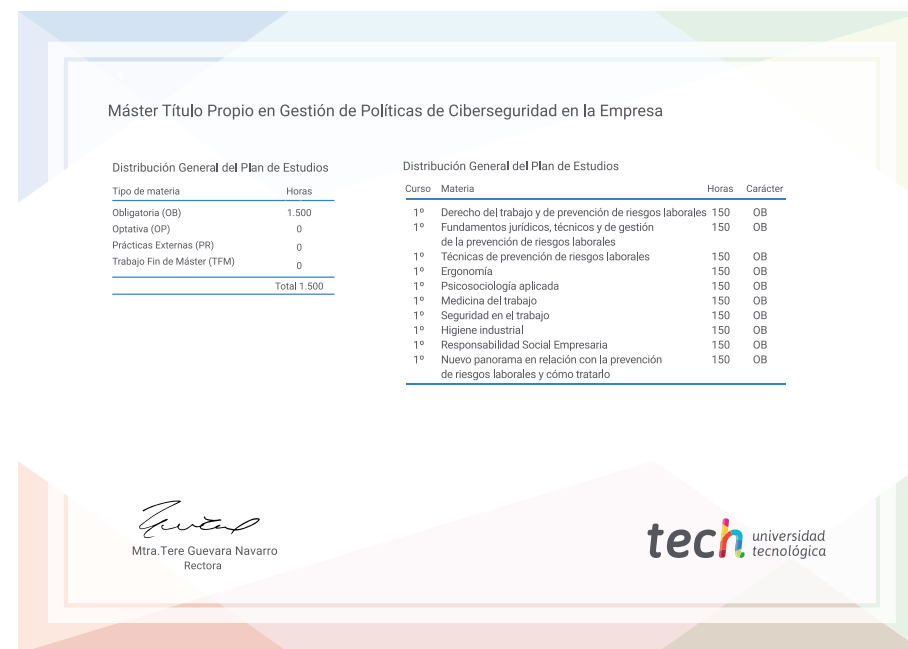 Máster Título Propio en Gestión de Políticas de Ciberseguridad en la Empresa
Distribución General del Plan de Estudios
Tipo de materia Horas
Obligatoria (OB) 1.500
Optativa (OP) 0
Prácticas Externas (PR) 0
Trabajo Fin de Máster (TFM) 0
Total 1.500
Distribución General del Plan de Estudios
Curso Materia Horas Carácter
1º Derecho del trabajo y de prevención de riesgos laborales 150 OB
1º Fundamentos jurídicos, técnicos y de gestión 150 OB
de la prevención de riesgos laborales
1º Técnicas de prevención de riesgos laborales 150 OB
1º Ergonomía 150 OB
1º Psicosociología aplicada 150 OB
1º Medicina del trabajo 150 OB
1º Seguridad en el trabajo 150 OB
1º Higiene industrial 150 OB
1º Responsabilidad Social Empresaria 150 OB
1º Nuevo panorama en relación con la prevención 150 OB
de riesgos laborales y cómo tratarlo
Mtra.Tere Guevara Navarro
Rectora
tech universidad
tecnológica